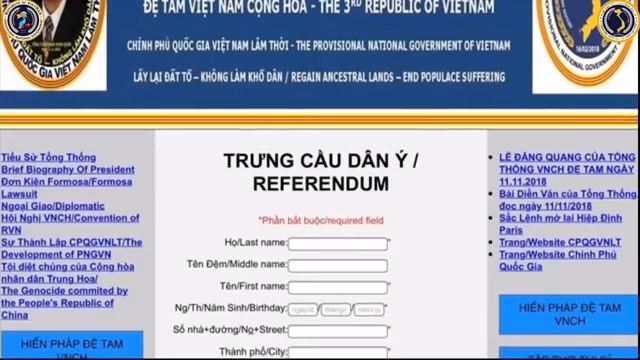 ĐỆ TAM VIỆT NAM CỘNG HÒA - THE 3RD REPUBLIC OF VIETNAM
CHÍNH PHỦ QUỐC GIA VIỆT NAM LÂM THỜI - THE PROVISIONAL NATIONAL GOVERNMENT OF VIETNAM
LẤY LẠI ĐẤT TỔ – KHÔNG LÀM KHỔ DÂN / REGAIN ANCESTRAL LANDS – END POPULACE SUFFERING
16/02/2018
Tiểu Sử Tổng Thống
Brief Biography Of President
Đơn Kiện Formosa/Formosa
Lawsuit
Ngoại Giao/Diplomatic
Hội Nghị VNCH/Convention of
RVN
Sự Thành Lập CPQGVNLT/The
Development of PNGVN
Tội diệt chủng của Cộng hòa
nhân dân Trung Hoa/
The Genocide commited by
the People's Republic of
China
HIẾN PHÁP ĐỆ TAM
VNCH
TRƯNG CẦU DÂN Ý /
REFERENDUM
*Phần bắt buộc/required field
Họ/Last name: *
Tên Đệm/Middle name:
Tên/First name: *
Ng/Th/Năm Sinh/Birthday: / / *
Số nhà+đường/Ng+Street: *
Thành phố/City: *
LỄ ĐĂNG QUANG CỦA TỔNG
THỐNG VNCH ĐỆ TAM NGÀY
11.11.2018
Bài Diễn Văn của Tổng Thống
đọc ngày 11/11/2018
Sắc Lệnh mở lại Hiệp Định
Paris
Trang/Website CPQGVNLT
Trang/Website Chính Phủ
Quốc Gia
HIẾN PHÁP ĐỆ TAM
VNCH